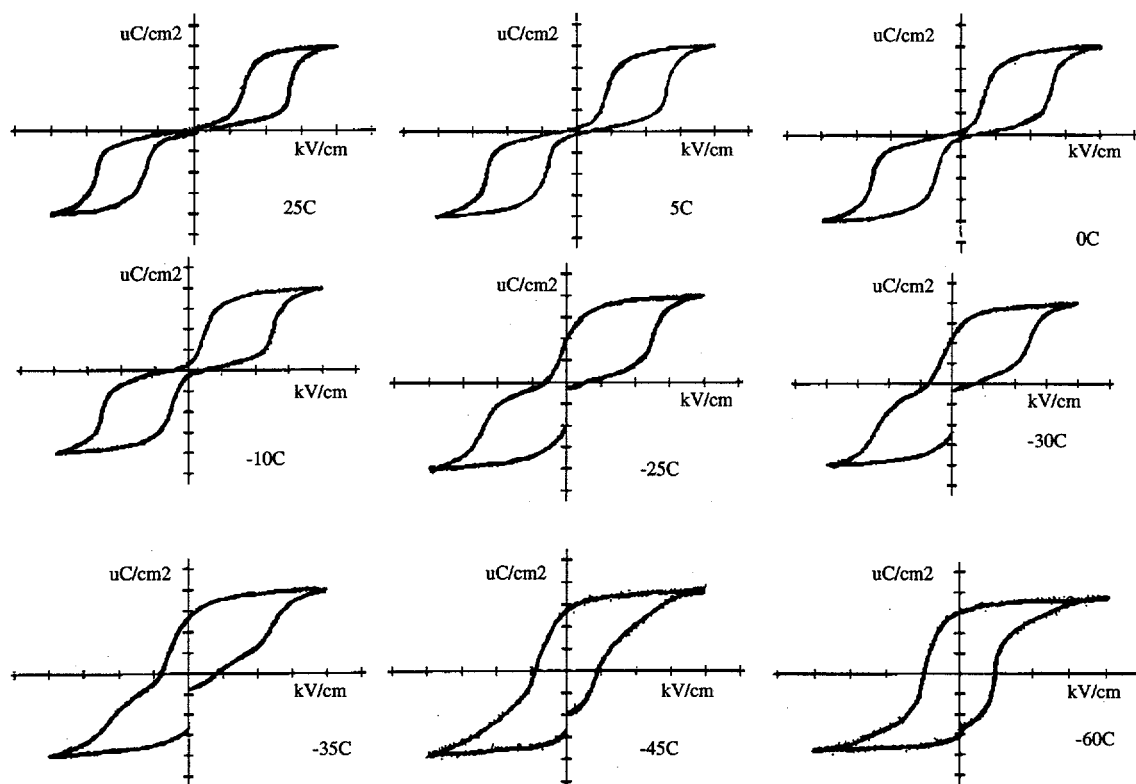 uC/cm2
kV/cm
25C
uC/cm2
kV/cm
5C
uC/cm2
kV/cm
0C
uC/cm2
kV/cm
-10C
uC/cm2
kV/cm
-25C
uC/cm2
kV/cm
-30C
uC/cm2
kV/cm
-35C
uC/cm2
kV/cm
-45C
uC/cm2
kV/cm
-60C